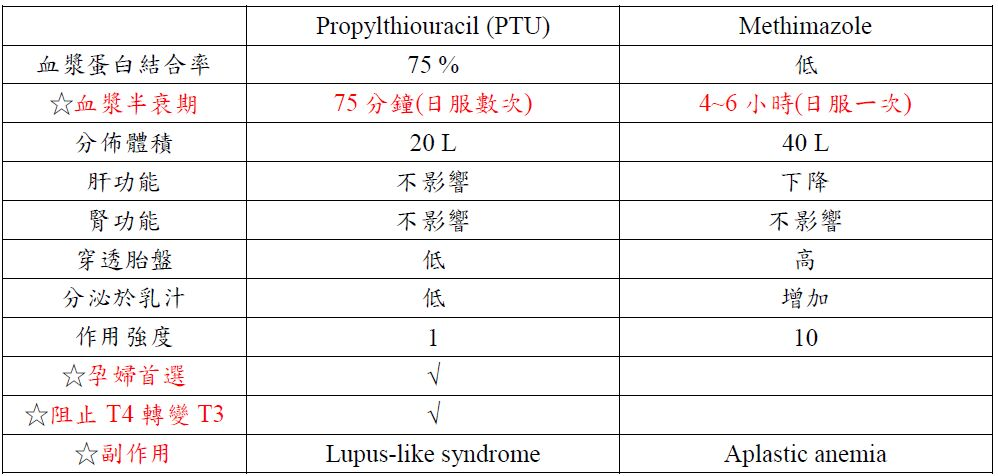 Propylthiouracil (PTU) Methimazole
血漿蛋白結合率 75 % 低
☆血漿半衰期 75 分鐘(日服數次) 4~6 小時(日服一次)
分佈體積 20 L 40 L
肝功能 不影響 下降
腎功能 不影響 不影響
穿透胎盤 低 高
分泌於乳汁 低 增加
作用強度 1 10
☆孕婦首選 √
☆阻止 T4 轉變 T3 √
☆副作用 Lupus-like syndrome Aplastic anemia